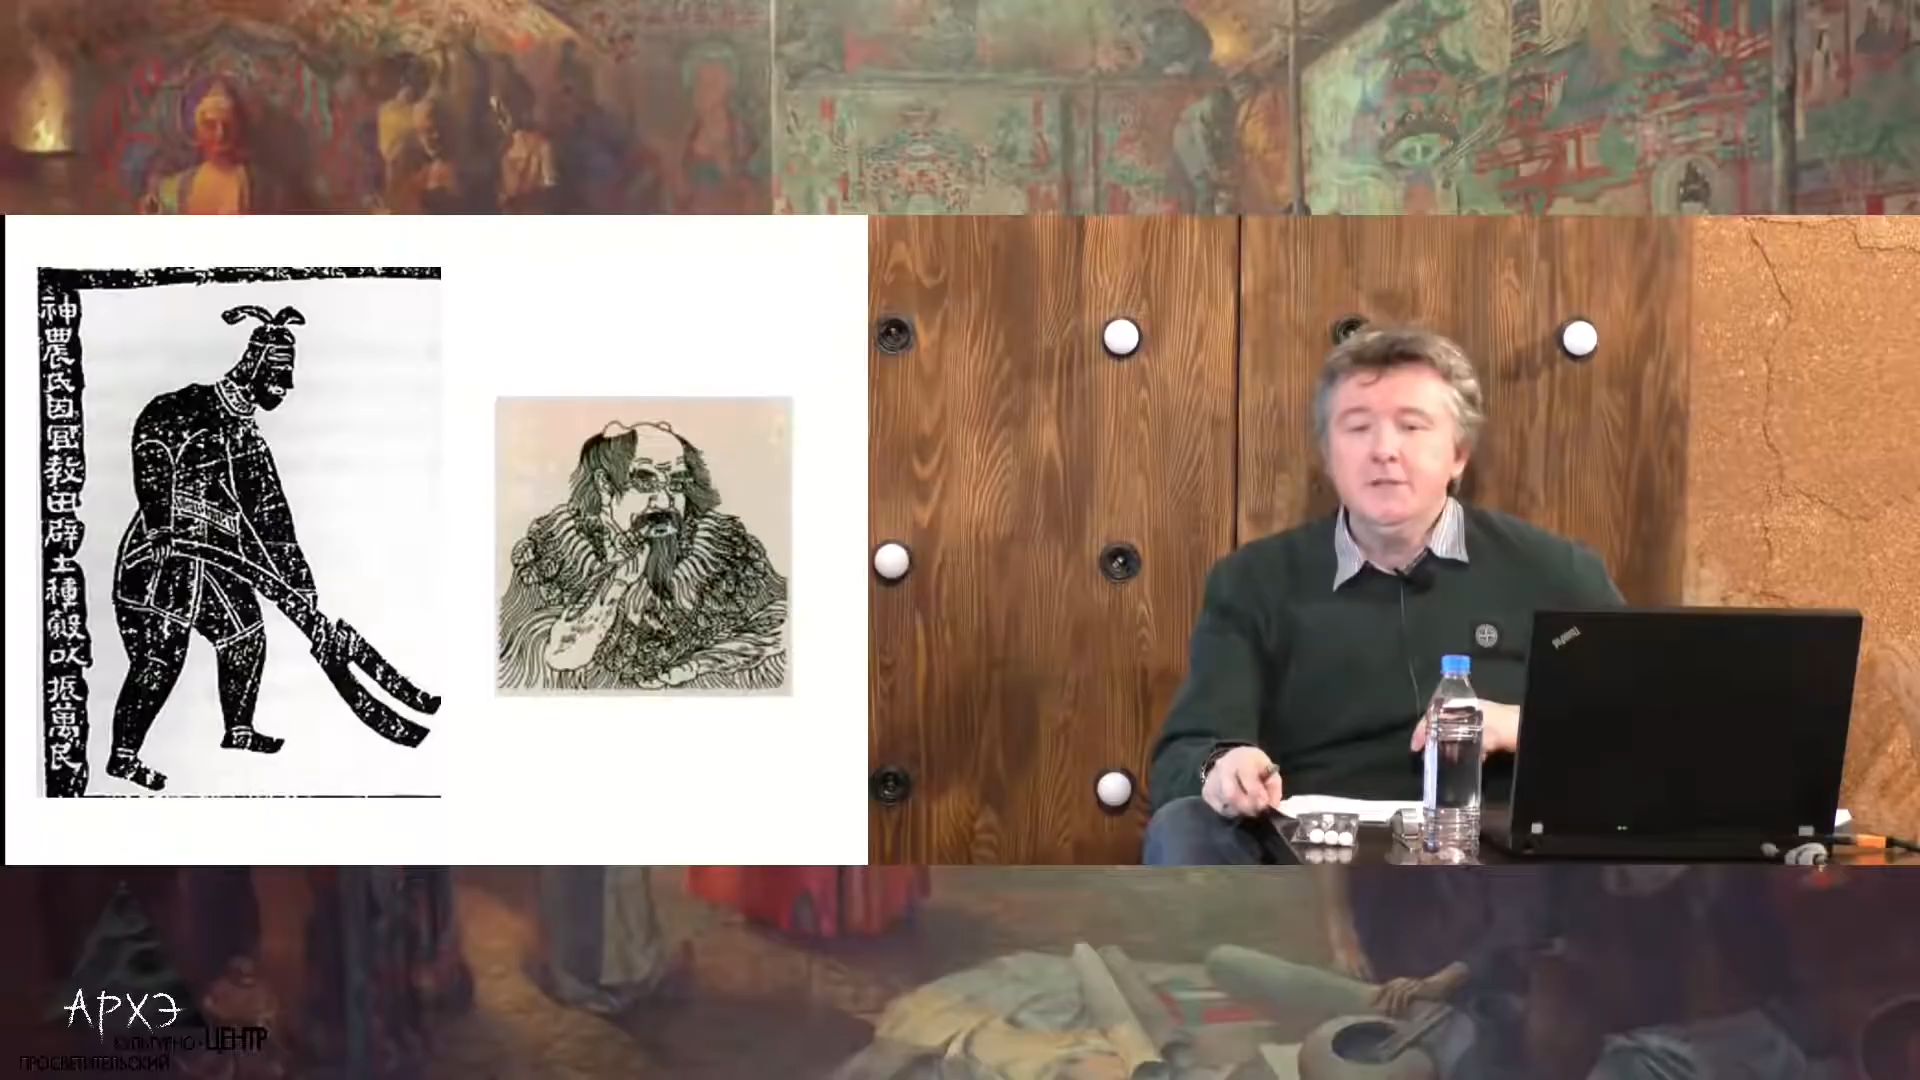 神農氏因宜教田辟土種穀以振萬民
ThinkPad
АРХЭ
КУЛЬТУРНО-ЦЕНТР
ПРОСВЕТИТЕЛЬСКИЙ